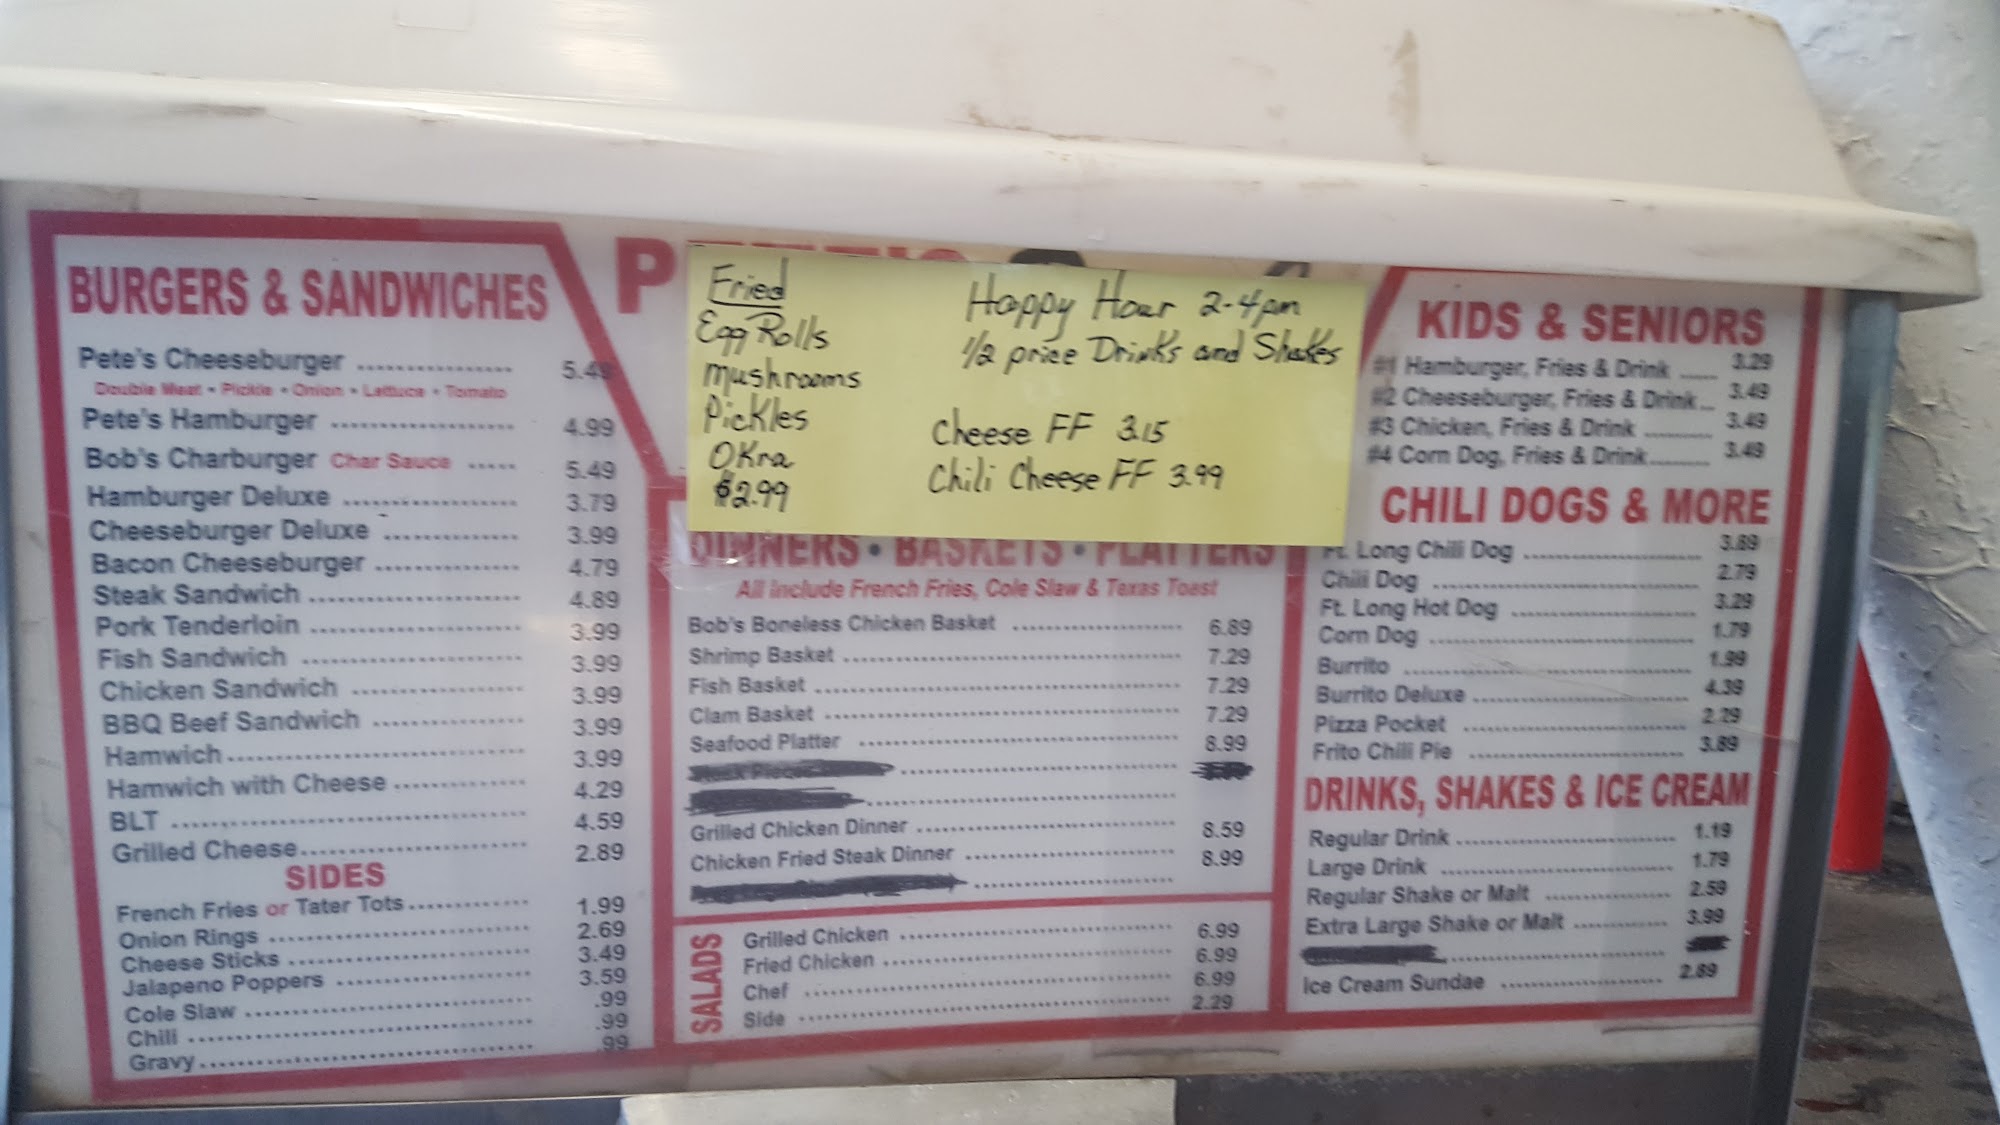 BURGERS & SANDWICHES
Pete's Cheeseburger ................ 5.49
Double Meat • Pickle • Onion • Lettuce • Tomato
Pete's Hamburger ................... 4.99
Bob's Charburger Char Sauce ..... 5.49
Hamburger Deluxe .................. 3.79
Cheeseburger Deluxe .............. 3.99
Bacon Cheeseburger ............... 4.79
Steak Sandwich ..................... 4.89
Pork Tenderloin ..................... 3.99
Fish Sandwich ...................... 3.99
Chicken Sandwich ................. 3.99
BBQ Beef Sandwich ............... 3.99
Hamwich .............................. 3.99
Hamwich with Cheese ............. 4.29
BLT .................................... 4.59
Grilled Cheese....................... 2.89
SIDES
French Fries or Tater Tots............. 1.99
Onion Rings ........................... 2.69
Cheese Sticks ......................... 3.49
Jalapeno Poppers .................... 3.59
Cole Slaw .............................. .99
Chili .................................... .99
Gravy................................... .99
P
Fried
Egg Rolls
Mushrooms
Pickles
OKra
$2.99
Happy Hour 2-4pm
1/2 price Drinks and Shakes
Cheese FF 3.15
Chili Cheese FF 3.99
DINNERS • BASKETS • PLATTERS
All include French Fries, Cole Slaw & Texas Toast
Bob's Boneless Chicken Basket ..................... 6.89
Shrimp Basket ........................................ 7.29
Fish Basket ............................................ 7.29
Clam Basket ........................................... 7.29
Seafood Platter ....................................... 8.99
Grilled Chicken Dinner ............................... 8.59
Chicken Fried Steak Dinner ......................... 8.99
SALADS
Grilled Chicken ................................ 6.99
Fried Chicken .................................. 6.99
Chef ............................................. 6.99
Side .............................................. 2.29
KIDS & SENIORS
#1 Hamburger, Fries & Drink ...... 3.29
#2 Cheeseburger, Fries & Drink... 3.49
#3 Chicken, Fries & Drink .......... 3.49
#4 Corn Dog, Fries & Drink......... 3.49
CHILI DOGS & MORE
Ft. Long Chili Dog ......................... 3.89
Chili Dog ..................................... 2.79
Ft. Long Hot Dog ........................... 3.29
Corn Dog ..................................... 1.79
Burrito ........................................ 1.99
Burrito Deluxe ............................... 4.39
Pizza Pocket ................................. 2.29
Frito Chili Pie ................................ 3.89
DRINKS, SHAKES & ICE CREAM
Regular Drink ................................ 1.19
Large Drink ................................... 1.79
Regular Shake or Malt .................... 2.59
Extra Large Shake or Malt .............. 3.99
Ice Cream Sundae ......................... 2.89